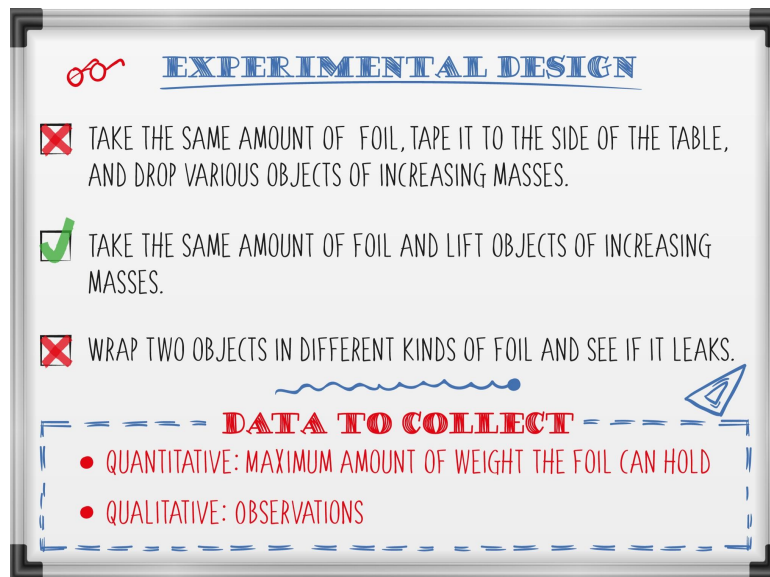 EXPERIMENTAL DESIGN
TAKE THE SAME AMOUNT OF FOIL, TAPE IT TO THE SIDE OF THE TABLE,
AND DROP VARIOUS OBJECTS OF INCREASING MASSES.
TAKE THE SAME AMOUNT OF FOIL AND LIFT OBJECTS OF INCREASING
MASSES.
WRAP TWO OBJECTS IN DIFFERENT KINDS OF FOIL AND SEE IF IT LEAKS.
DATA TO COLLECT
• QUANTITATIVE: MAXIMUM AMOUNT OF WEIGHT THE FOIL CAN HOLD
• QUALITATIVE: OBSERVATIONS